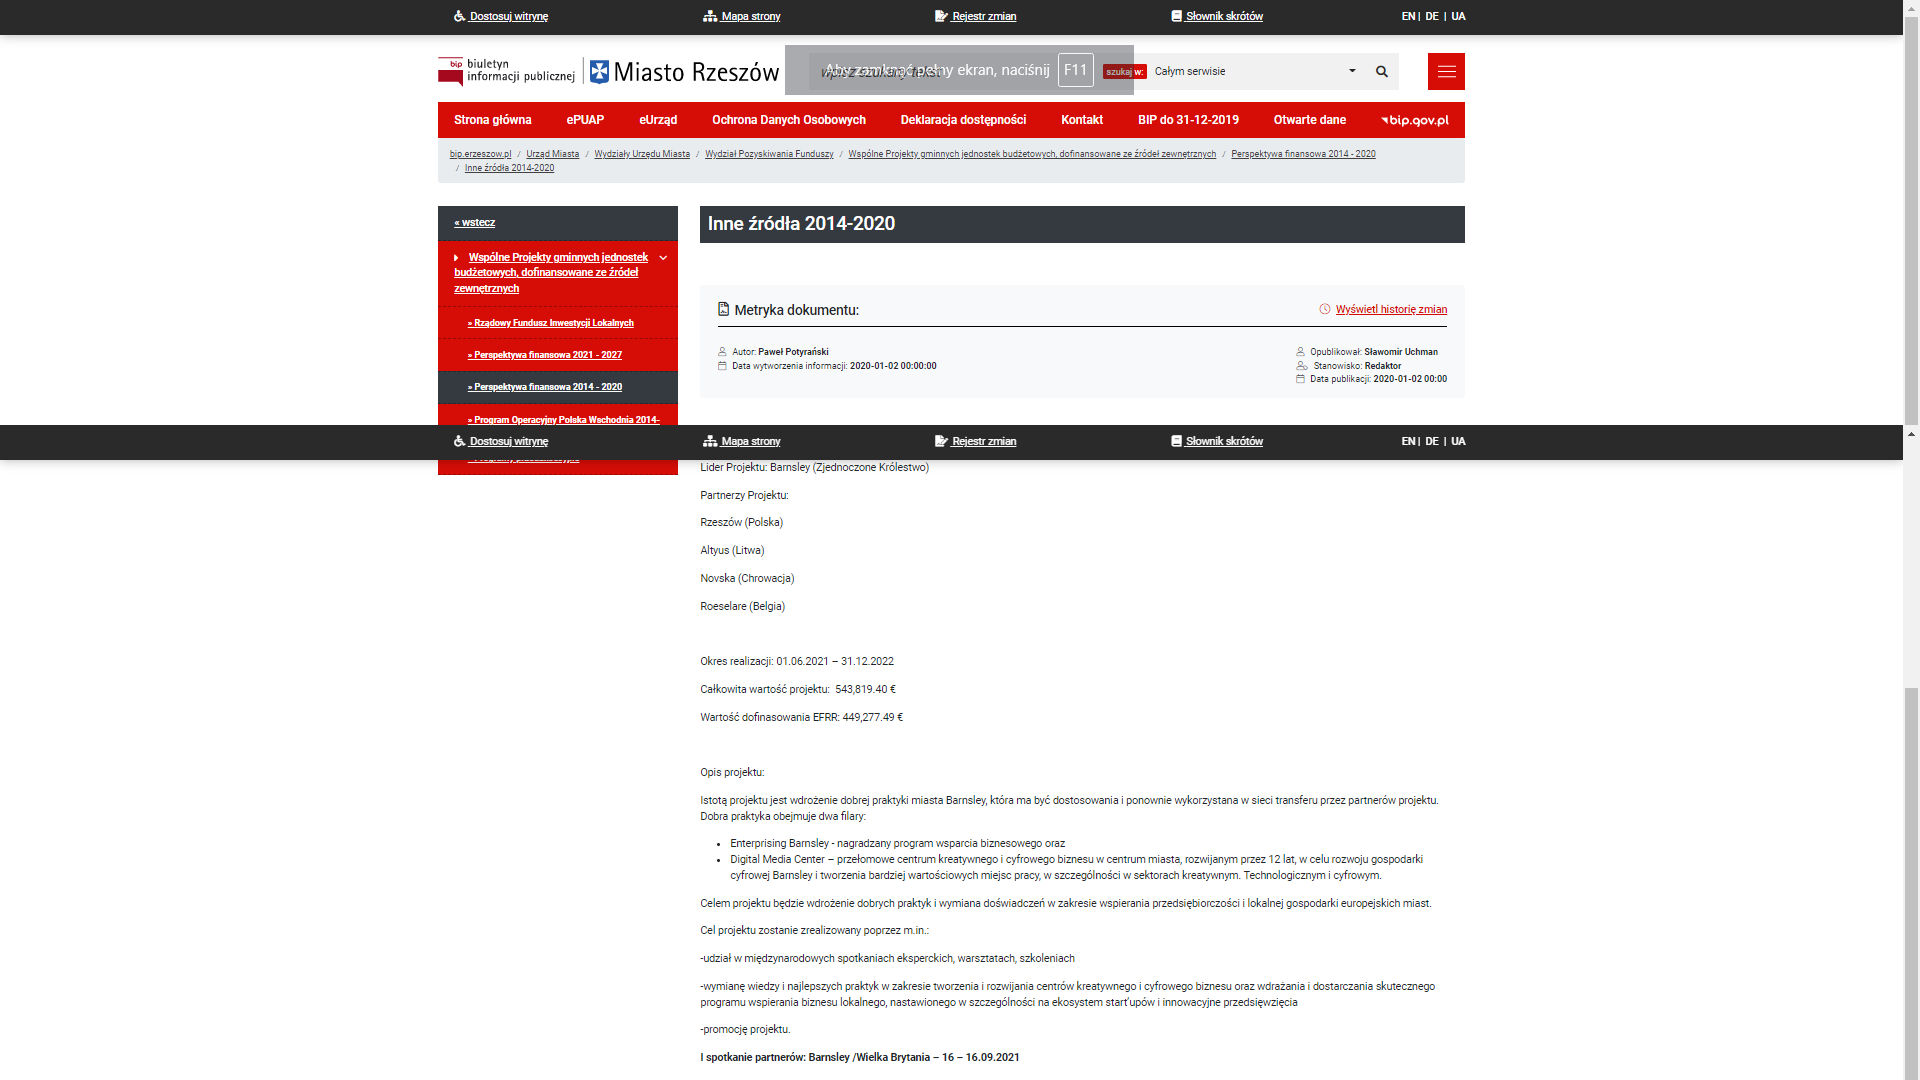 Dostosuj witrynę Mapa strony Rejestr zmian Słownik skrótów EN | DE | UA
bip biuletyn
informacji publicznej
Miasto Rzeszów
Aby zamknąć pełny ekran, naciśnij F11
szukaj w: Całym serwisie
Strona główna ePUAP eUrząd Ochrona Danych Osobowych Deklaracja dostępności Kontakt BIP do 31-12-2019 Otwarte dane bip.gov.pl
bip.erzeszow.pl / Urząd Miasta / Wydziały Urzędu Miasta / Wydział Pozyskiwania Funduszy / Wspólne Projekty gminnych jednostek budżetowych, dofinansowane ze źródeł zewnętrznych / Perspektywa finansowa 2014 - 2020
/ Inne źródła 2014-2020
« wstecz
Wspólne Projekty gminnych jednostek
budżetowych, dofinansowane ze źródeł
zewnętrznych
» Rządowy Fundusz Inwestycji Lokalnych
» Perspektywa finansowa 2021 - 2027
» Perspektywa finansowa 2014 - 2020
» Program Operacyjny Polska Wschodnia 2014-
Inne źródła 2014-2020
Metryka dokumentu:
Wyświetl historię zmian
Autor: Paweł Potyrański
Data wytworzenia informacji: 2020-01-02 00:00:00
Opublikował: Sławomir Uchman
Stanowisko: Redaktor
Data publikacji: 2020-01-02 00:00
Dostosuj witrynę Mapa strony Rejestr zmian Słownik skrótów EN | DE | UA
Lider Projektu: Barnsley (Zjednoczone Królestwo)
Partnerzy Projektu:
Rzeszów (Polska)
Altyus (Litwa)
Novska (Chrowacja)
Roeselare (Belgia)
Okres realizacji: 01.06.2021 – 31.12.2022
Całkowita wartość projektu:  543,819.40 €
Wartość dofinasowania EFRR: 449,277.49 €
Opis projektu:
Istotą projektu jest wdrożenie dobrej praktyki miasta Barnsley, która ma być dostosowania i ponownie wykorzystana w sieci transferu przez partnerów projektu.
Dobra praktyka obejmuje dwa filary:
• Enterprising Barnsley - nagradzany program wsparcia biznesowego oraz
• Digital Media Center – przełomowe centrum kreatywnego i cyfrowego biznesu w centrum miasta, rozwijanym przez 12 lat, w celu rozwoju gospodarki
cyfrowej Barnsley i tworzenia bardziej wartościowych miejsc pracy, w szczególności w sektorach kreatywnym. Technologicznym i cyfrowym.
Celem projektu będzie wdrożenie dobrych praktyk i wymiana doświadczeń w zakresie wspierania przedsiębiorczości i lokalnej gospodarki europejskich miast.
Cel projektu zostanie zrealizowany poprzez m.in.:
-udział w międzynarodowych spotkaniach eksperckich, warsztatach, szkoleniach
-wymianę wiedzy i najlepszych praktyk w zakresie tworzenia i rozwijania centrów kreatywnego i cyfrowego biznesu oraz wdrażania i dostarczania skutecznego
programu wspierania biznesu lokalnego, nastawionego w szczególności na ekosystem start'upów i innowacyjne przedsięwzięcia
-promocję projektu.
I spotkanie partnerów: Barnsley /Wielka Brytania – 16 – 16.09.2021